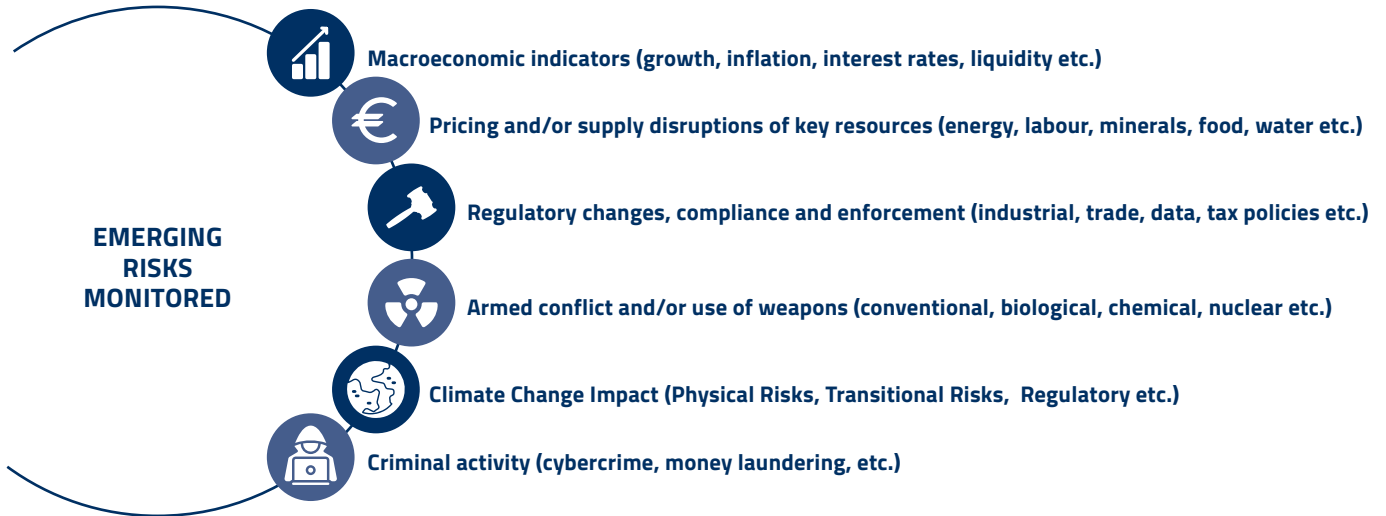 Macroeconomic indicators (growth, inflation, interest rates, liquidity etc.)
€
Pricing and/or supply disruptions of key resources (energy, labour, minerals, food, water etc.)
Regulatory changes, compliance and enforcement (industrial, trade, data, tax policies etc.)
EMERGING
RISKS
MONITORED
Armed conflict and/or use of weapons (conventional, biological, chemical, nuclear etc.)
Climate Change Impact (Physical Risks, Transitional Risks, Regulatory etc.)
Criminal activity (cybercrime, money laundering, etc.)